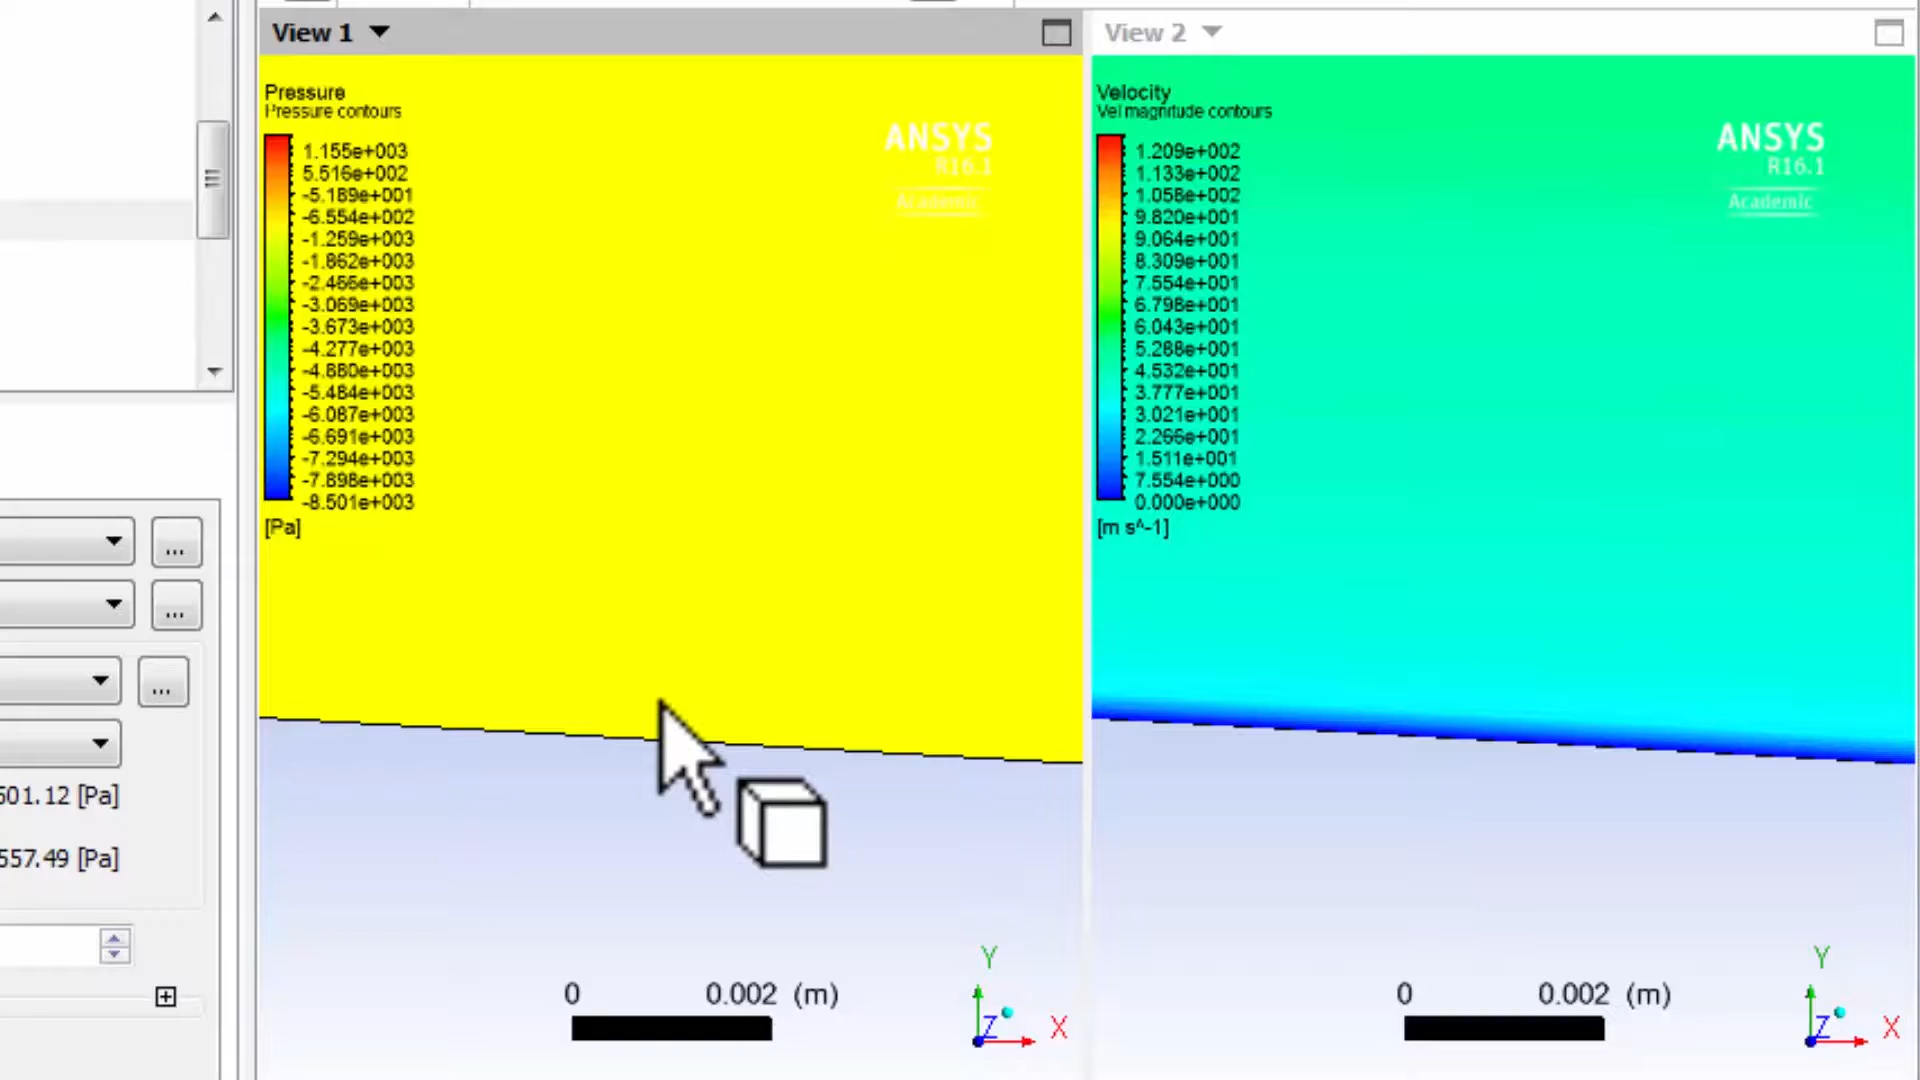 View 1
Pressure
Pressure contours
1.155e+003
5.516e+002
-5.189e+001
-6.554e+002
-1.259e+003
-1.862e+003
-2.466e+003
-3.069e+003
-3.673e+003
-4.277e+003
-4.880e+003
-5.484e+003
-6.087e+003
-6.691e+003
-7.294e+003
-7.898e+003
-8.501e+003
[Pa]
ANSYS
R16.1
Academic
0 0.002 (m)
Y
Z X
View 2
Velocity
Vel magnitude contours
1.209e+002
1.133e+002
1.058e+002
9.820e+001
9.064e+001
8.309e+001
7.554e+001
6.798e+001
6.043e+001
5.288e+001
4.532e+001
3.777e+001
3.021e+001
2.266e+001
1.511e+001
7.554e+000
0.000e+000
[m s^-1]
ANSYS
R16.1
Academic
0 0.002 (m)
Y
Z X
...
...
...
501.12 [Pa]
557.49 [Pa]